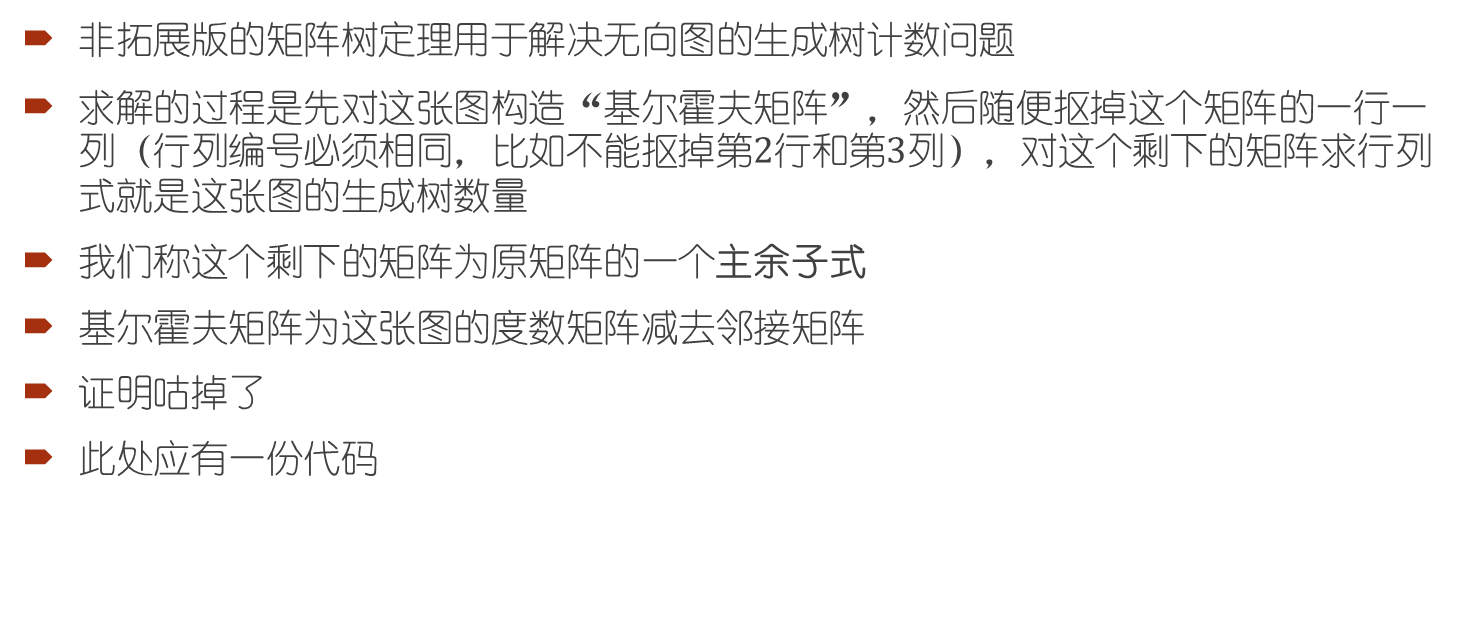 非拓展版的矩阵树定理用于解决无向图的生成树计数问题
求解的过程是先对这张图构造“基尔霍夫矩阵”，然后随便抠掉这个矩阵的一行一
列（行列编号必须相同，比如不能抠掉第2行和第3列），对这个剩下的矩阵求行列
式就是这张图的生成树数量
我们称这个剩下的矩阵为原矩阵的一个主余子式
基尔霍夫矩阵为这张图的度数矩阵减去邻接矩阵
证明咕掉了
此处应有一份代码